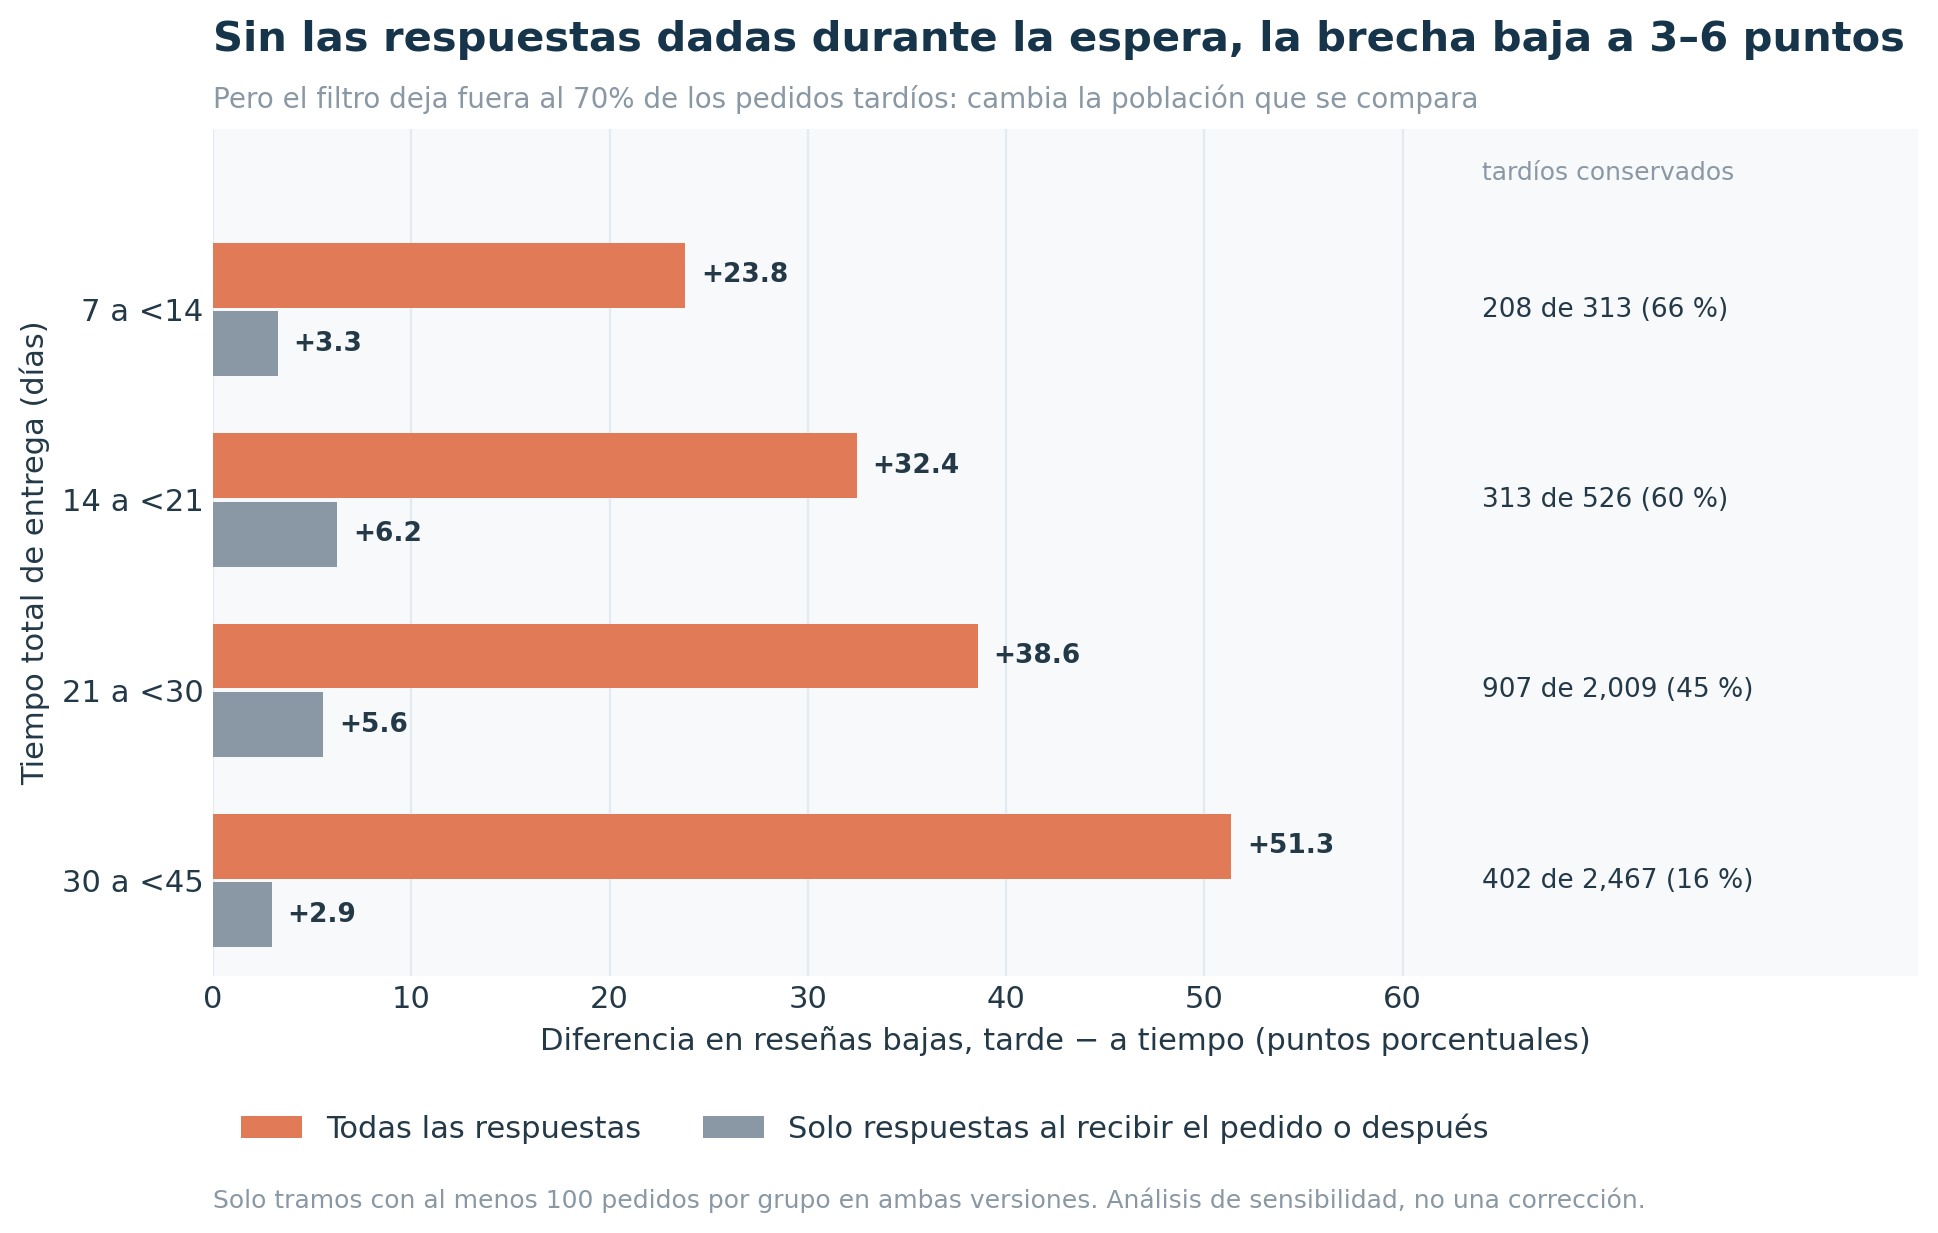 Sin las respuestas dadas durante la espera, la brecha baja a 3–6 puntos
Pero el filtro deja fuera al 70% de los pedidos tardíos: cambia la población que se compara
tardíos conservados
Tiempo total de entrega (días)
7 a <14
+23.8
+3.3
208 de 313 (66 %)
14 a <21
+32.4
+6.2
313 de 526 (60 %)
21 a <30
+38.6
+5.6
907 de 2,009 (45 %)
30 a <45
+51.3
+2.9
402 de 2,467 (16 %)
0 10 20 30 40 50 60
Diferencia en reseñas bajas, tarde − a tiempo (puntos porcentuales)
Todas las respuestas
Solo respuestas al recibir el pedido o después
Solo tramos con al menos 100 pedidos por grupo en ambas versiones. Análisis de sensibilidad, no una corrección.